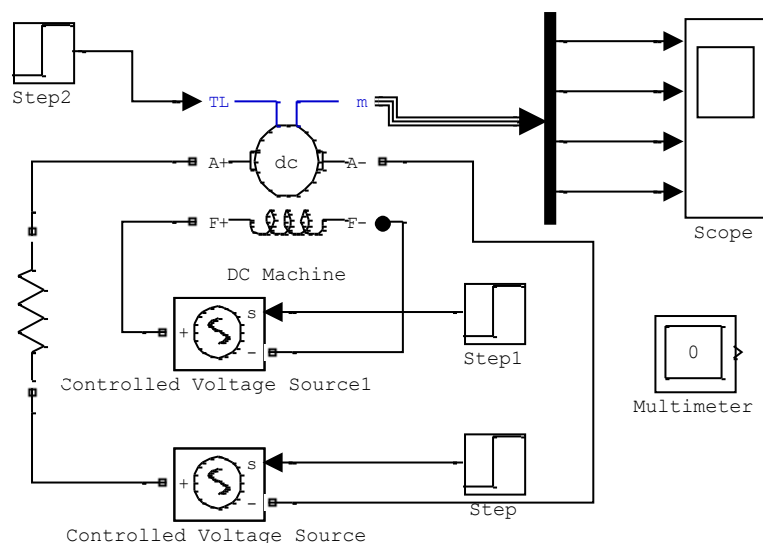 Step2
TL
m
A+
dc
A-
F+
F-
Scope
DC Machine
s
+
-
Step1
0
Controlled Voltage Source1
Multimeter
s
+
-
Step
Controlled Voltage Source